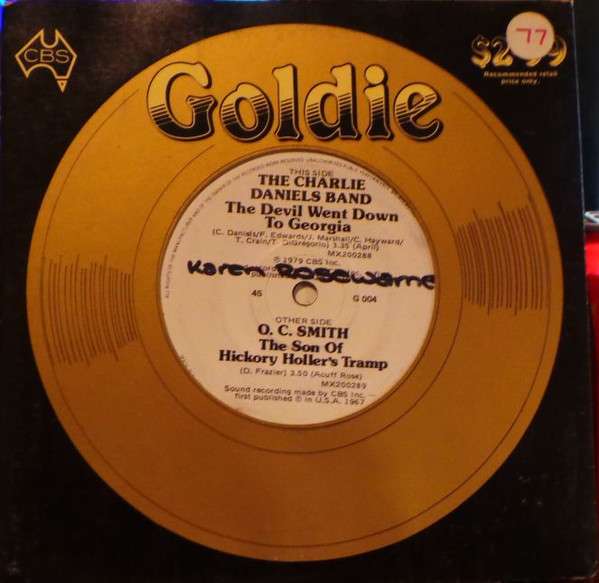 CBS
Goldie
77
Recommended retail
price only.
THIS SIDE
THE CHARLIE
DANIELS BAND
The Devil Went Down
To Georgia
(C. Daniels/F. Edwards/J. Marshall/C. Hayward/
T. Crain/T. DiGregorio) 3.35 (April)
MX200288
℗ 1979 CBS Inc.
Karen Rosewarne
45
G 004
OTHER SIDE
O. C. SMITH
The Son Of
Hickory Holler's Tramp
(D. Frazier) 3.50 (Acuff Rose)
MX200289
Sound recording made by CBS Inc. —
first published ℗ in U.S.A. 1967